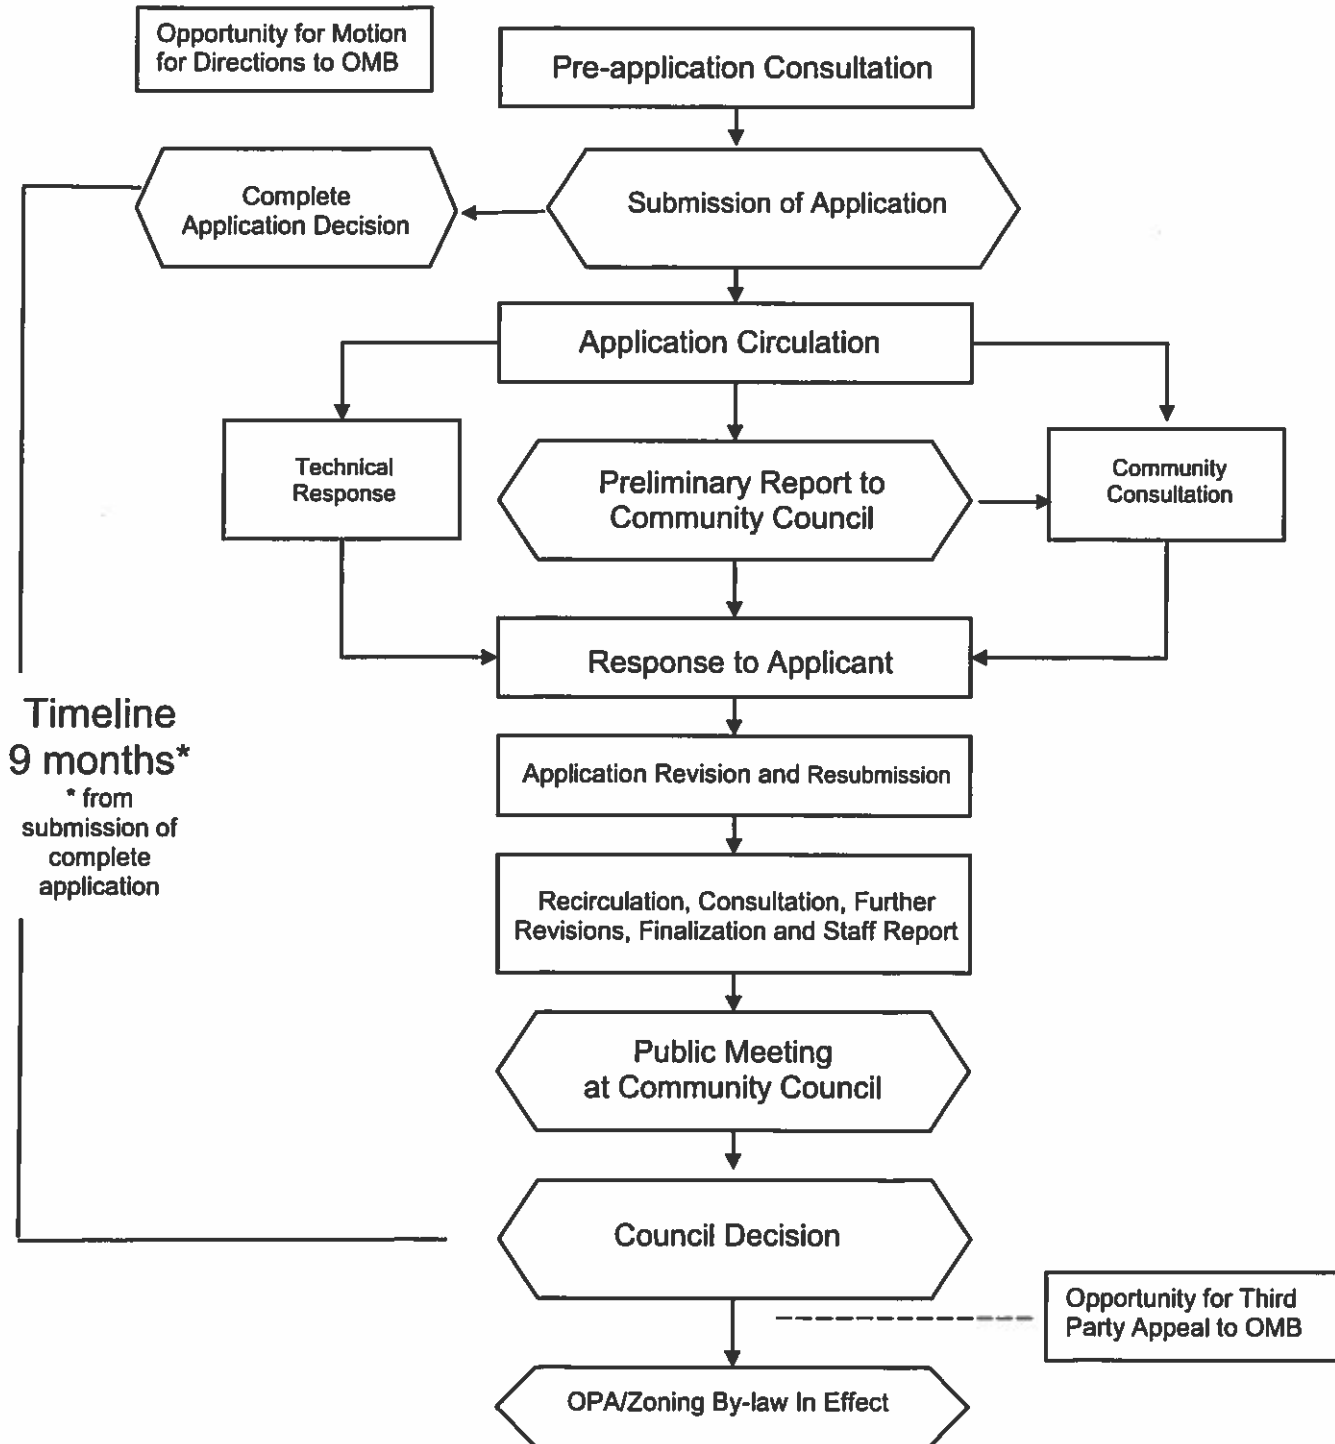 Opportunity for Motion
for Directions to OMB
Pre-application Consultation
Complete
Application Decision
Submission of Application
Application Circulation
Technical
Response
Preliminary Report to
Community Council
Community
Consultation
Response to Applicant
Timeline
9 months*
* from
submission of
complete
application
Application Revision and Resubmission
Recirculation, Consultation, Further
Revisions, Finalization and Staff Report
Public Meeting
at Community Council
Council Decision
Opportunity for Third
Party Appeal to OMB
OPA/Zoning By-law In Effect